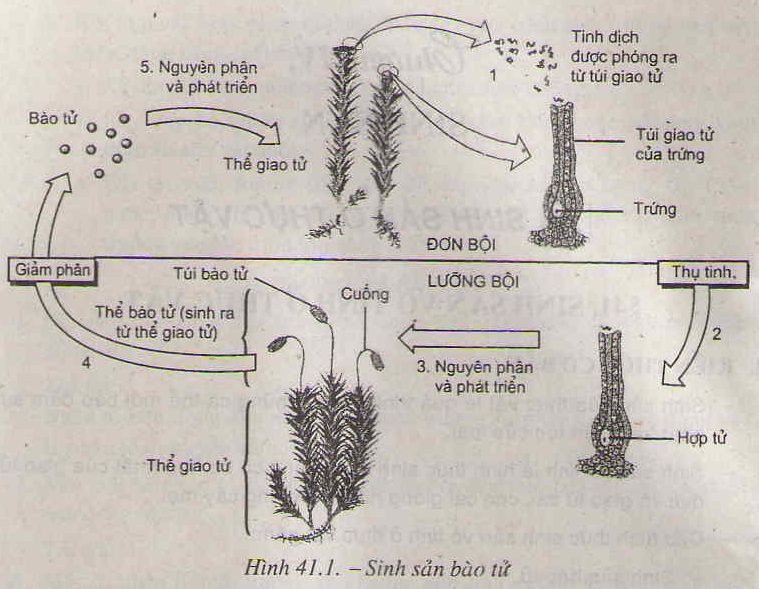 5. Nguyên phân
và phát triển
Tinh dịch
được phóng ra
từ túi giao tử
1
Bào tử
Thể giao tử
Túi giao tử
của trứng
Trứng
ĐƠN BỘI
Giảm phân
LƯỠNG BỘI
Thụ tinh
Túi bào tử
Cuồng
Thể bào tử (sinh ra
từ thể giao tử)
4
2
3. Nguyên phân
và phát triển
Hợp tử
Thể giao tử
Hình 41.1. – Sinh sản bào tử